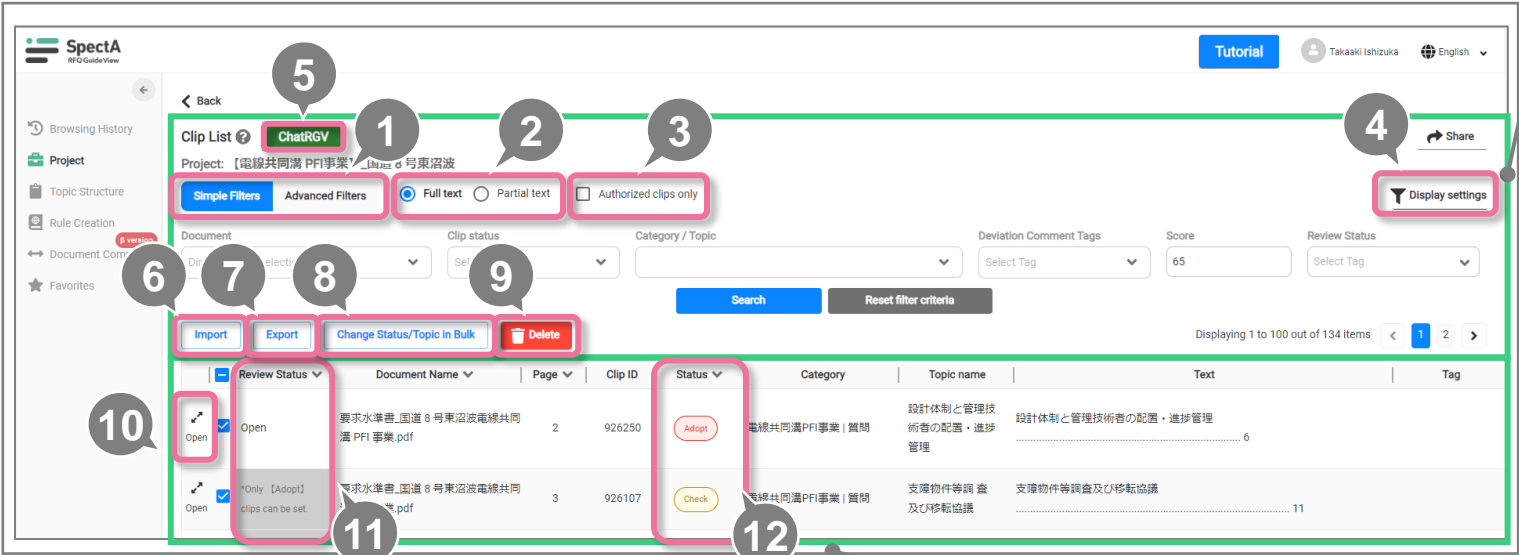 SpectA
RFQ GuideView
Tutorial
Takaaki Ishizuka
English
5
Back
Browsing History
Clip List
ChatRGV
1
2
3
4
Share
Project
Project: 【電線共同溝 PFI事業】_国道 8 号東沼波
Topic Structure
Simple Filters
Advanced Filters
Full text
Partial text
Authorized clips only
Display settings
Rule Creation
β version
Document
Clip status
Category / Topic
Deviation Comment Tags
Score
Review Status
Document Com
Select Tag
65
Select Tag
6
7
8
9
Favorites
Search
Reset filter criteria
Import
Export
Change Status/Topic in Bulk
Delete
Displaying 1 to 100 out of 134 items
1
2
Review Status
Document Name
Page
Clip ID
Status
Category
Topic name
Text
Tag
10
Open
Open
要求水準書_国道 8 号東沼波電線共同
溝 PFI 事業.pdf
2
926250
Adopt
電線共同溝PFI事業 | 質問
設計体制と管理技
術者の配置・進捗
管理
設計体制と管理技術者の配置・進捗管理
6
Open
*Only 【Adopt】
clips can be set.
要求水準書_国道 8 号東沼波電線共同
業.pdf
3
926107
Check
電線共同溝PFI事業 | 質問
支障物件等調 査
及び移転協議
支障物件等調査及び移転協議
11
11
12